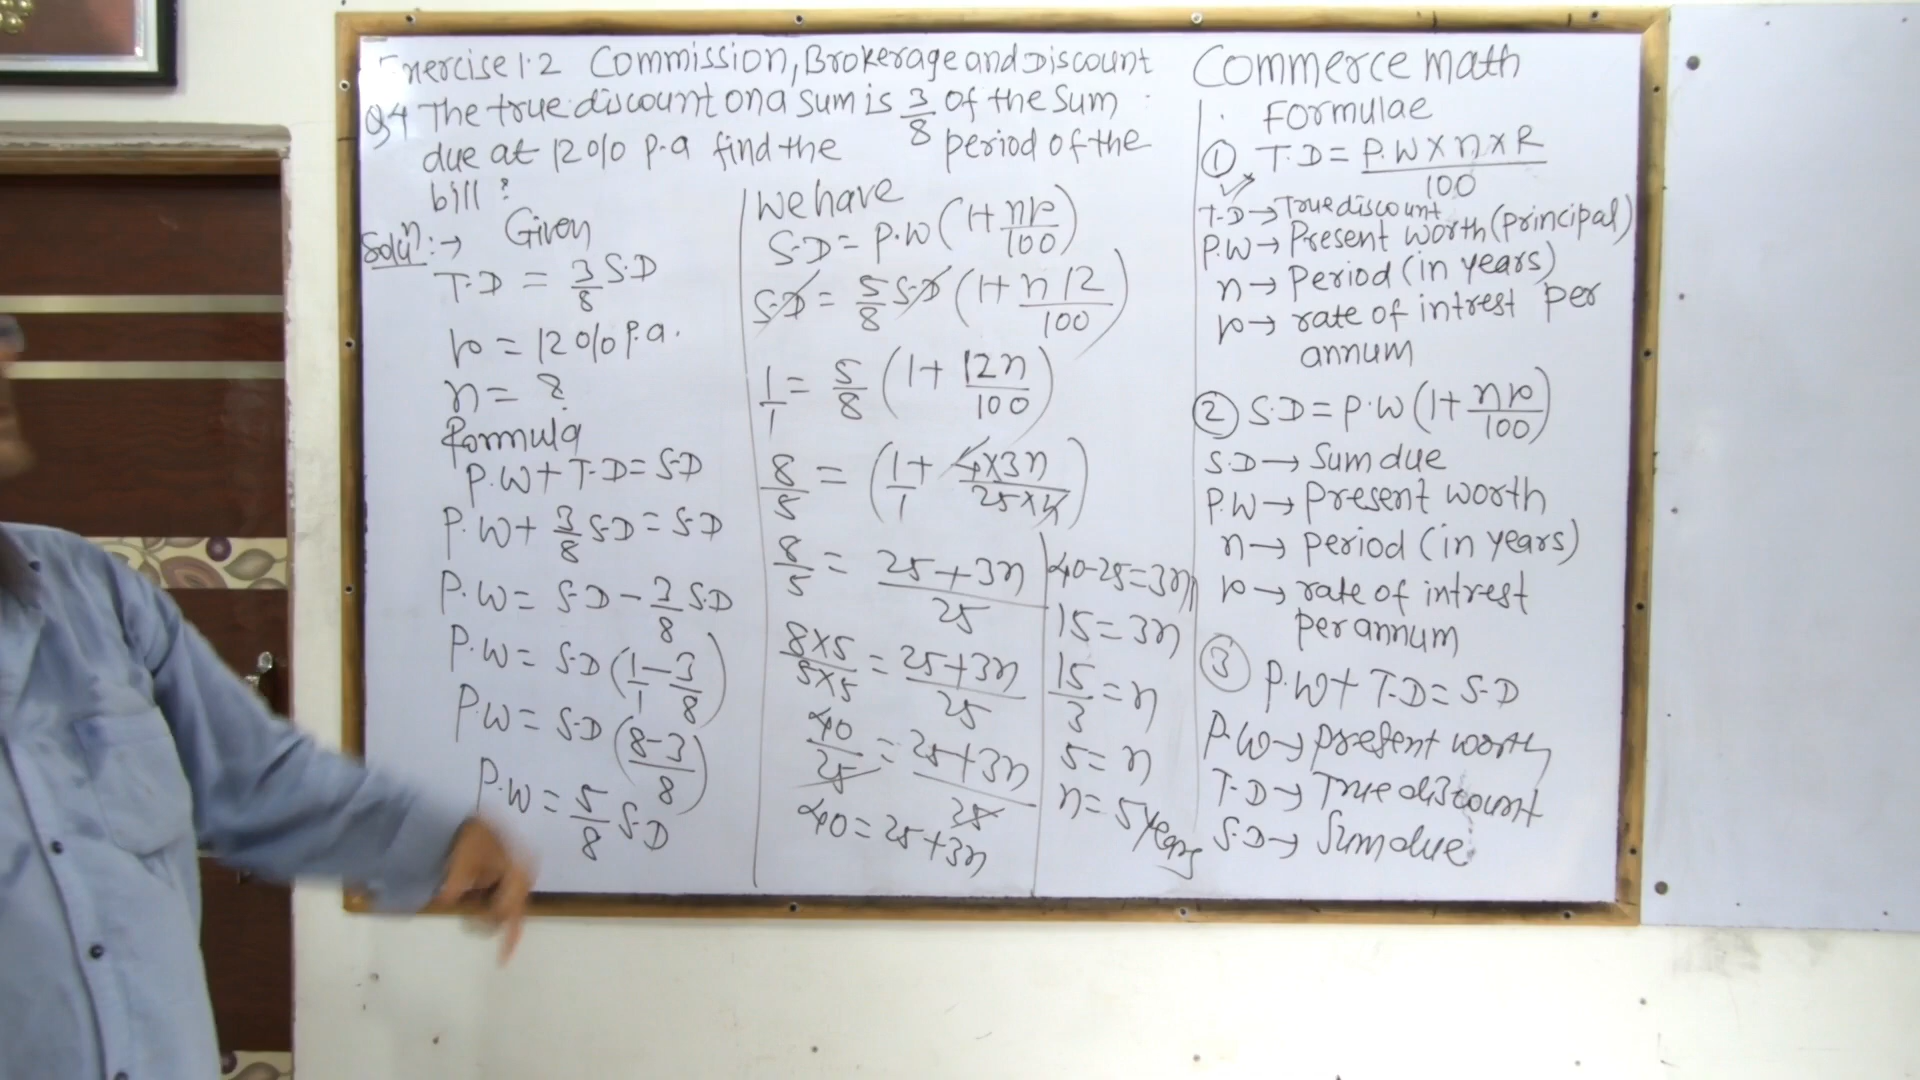 Exercise 1.2 Commission, Brokerage and Discount
Q4 The true discount on a sum is 3/8 of the sum
due at 12% p.a find the period of the
bill?
Soluⁿ:→ Given
T.D = 3/8 S.D
r = 12% p.a.
n = ?
Formula
P.W + T.D = S.D
P.W + 3/8 S.D = S.D
P.W = S.D - 3/8 S.D
P.W = S.D (1/1 - 3/8)
P.W = S.D (8-3/8)
P.W = 5/8 S.D
We have
S.D = P.W (1 + nr/100)
S.D = 5/8 S.D (1 + n 12/100)
1/1 = 5/8 (1 + 12n/100)
8/5 = (1/1 + 4×3n/25×4)
8/5 = 25+3n/25
8×5/5×5 = 25+3n/25
40/25 = 25+3n/25
40 = 25+3n
40-25 = 3n
15 = 3n
15/3 = n
5 = n
n = 5 years
Commerce math
Formulae
① T.D = P.W × n × R/100
T.D → True discount
P.W → Present worth (principal)
n → Period (in years)
r → rate of intrest per
annum
② S.D = P.W (1 + nr/100)
S.D → Sum due
P.W → Present worth
n → period (in years)
r → rate of intrest
per annum
③ P.W + T.D = S.D
P.W → present worth
T.D → True discount
S.D → Sum due